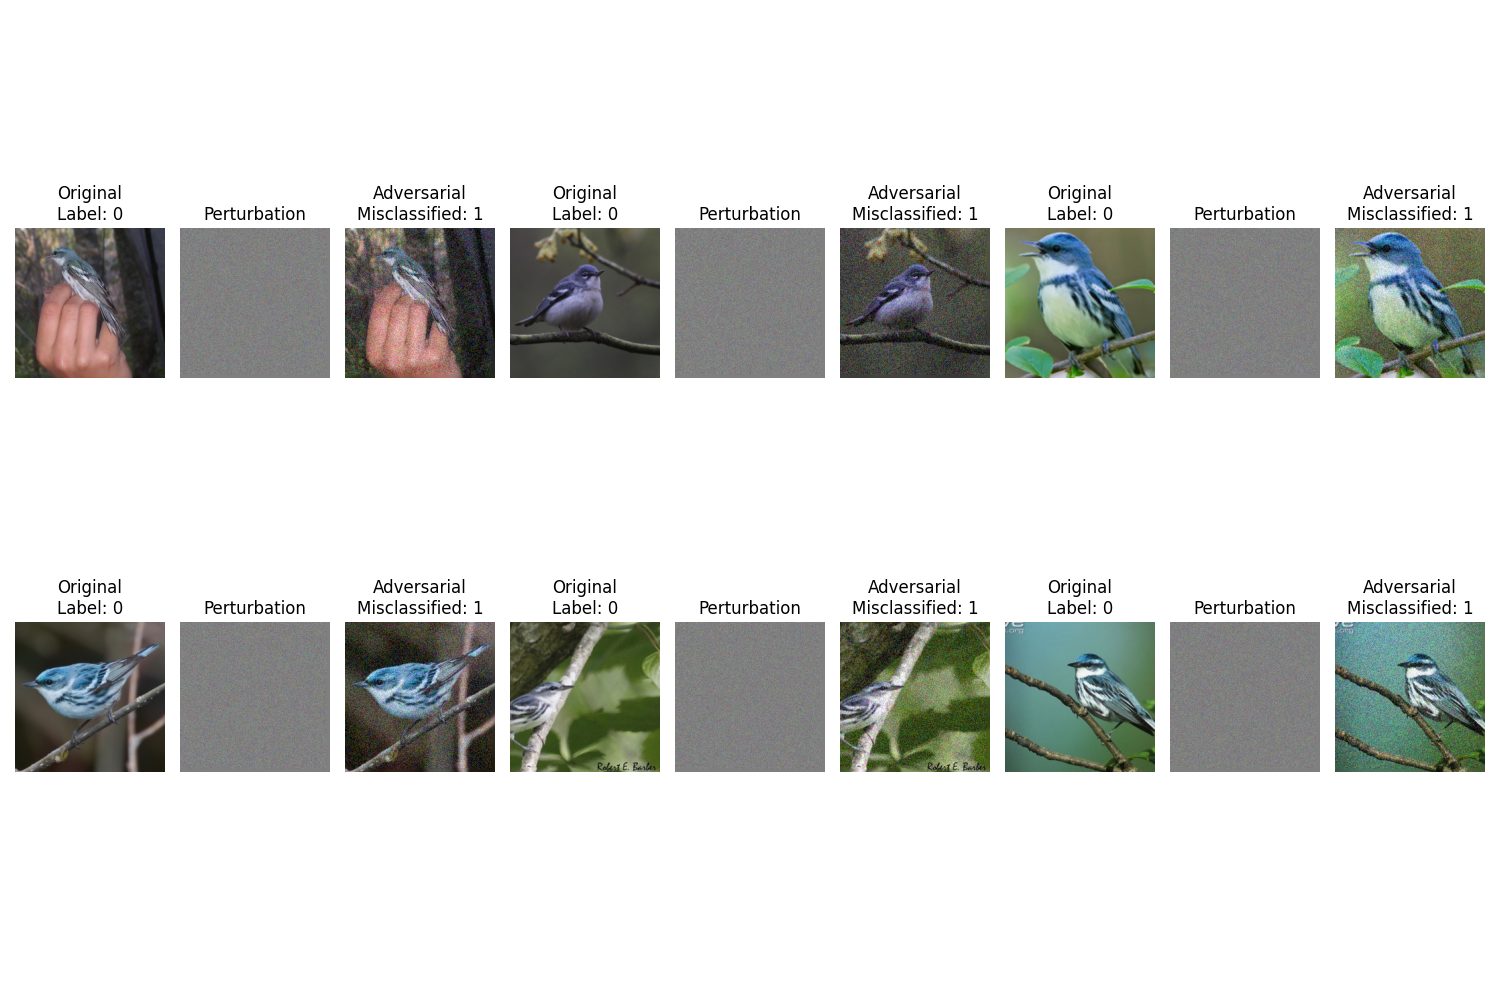 Original
Label: 0
Perturbation
Adversarial
Misclassified: 1
Original
Label: 0
Perturbation
Adversarial
Misclassified: 1
Original
Label: 0
Perturbation
Adversarial
Misclassified: 1
Original
Label: 0
Perturbation
Adversarial
Misclassified: 1
Original
Label: 0
Perturbation
Adversarial
Misclassified: 1
Original
Label: 0
Perturbation
Adversarial
Misclassified: 1
Robert E. Barber
Robert E. Barber